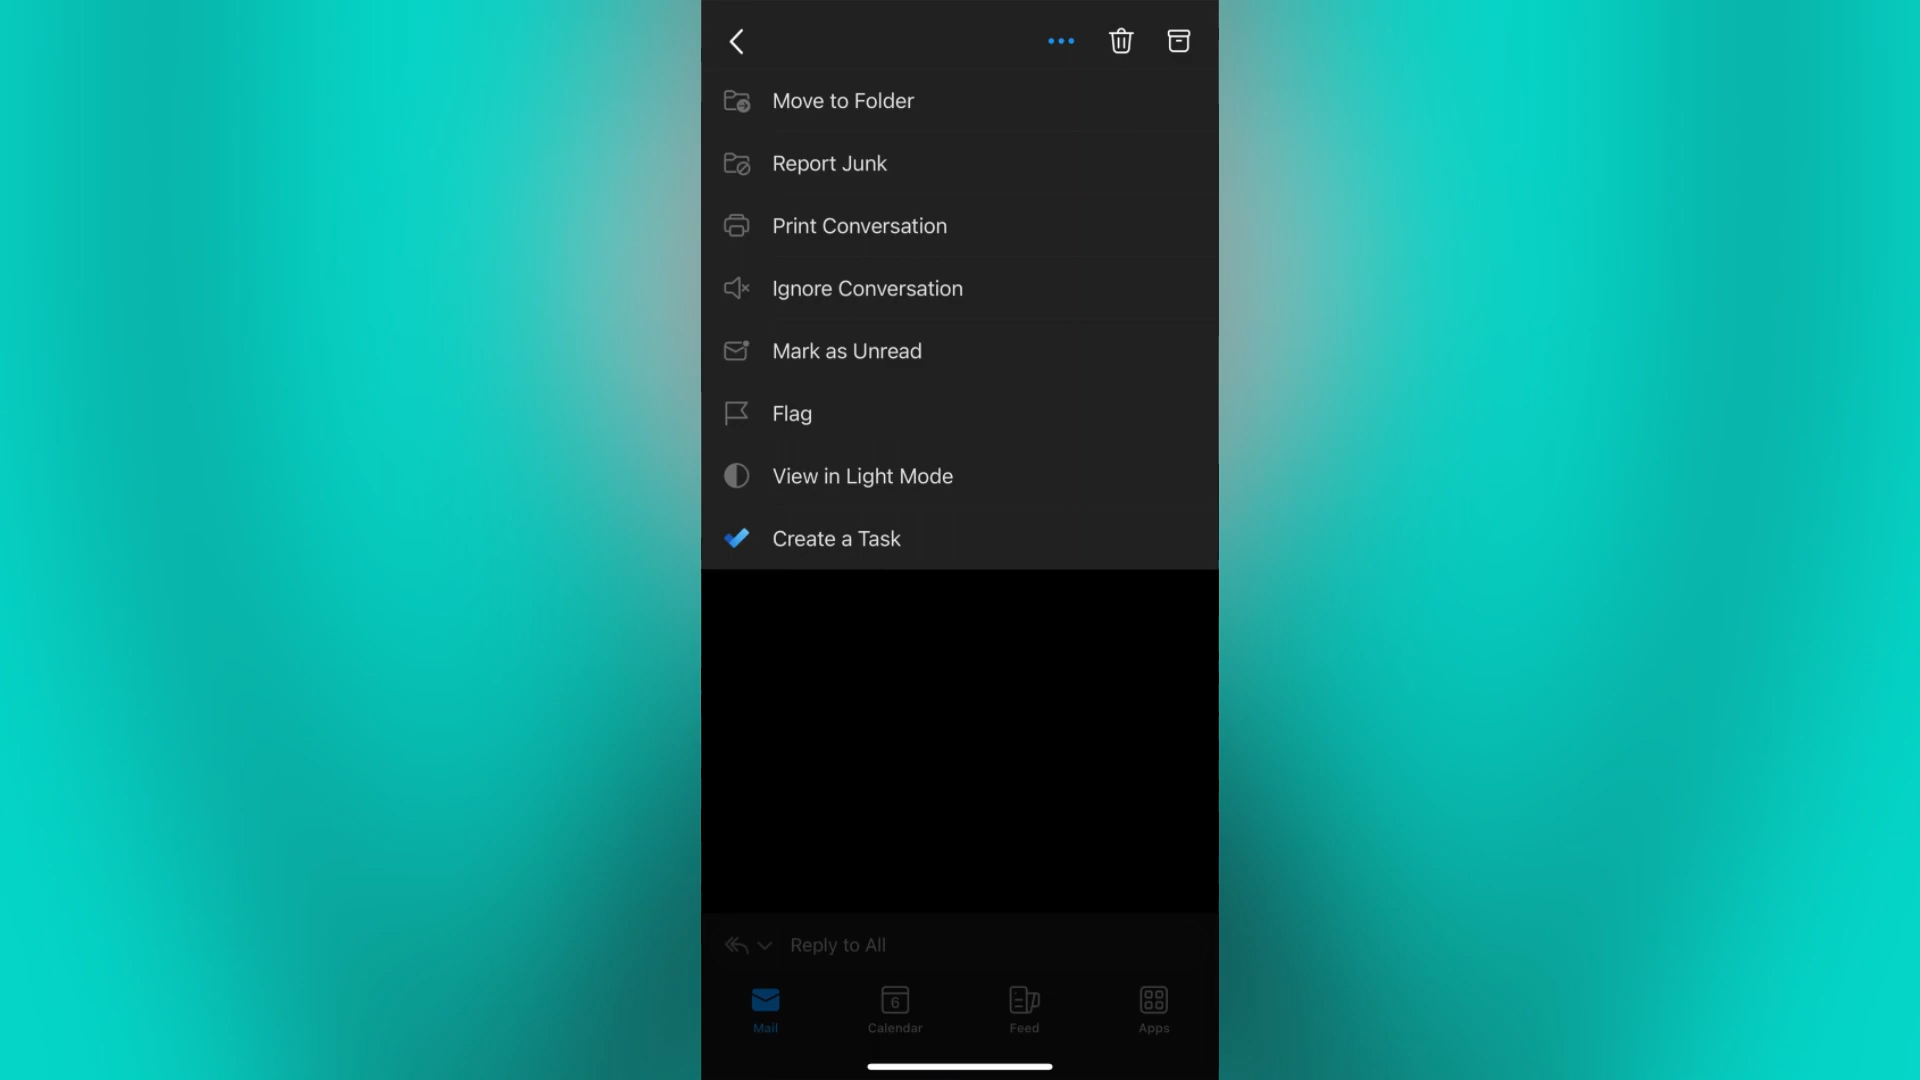 Move to Folder
Report Junk
Print Conversation
Ignore Conversation
Mark as Unread
Flag
View in Light Mode
Create a Task
Reply to All
6
Mail
Calendar
Feed
Apps